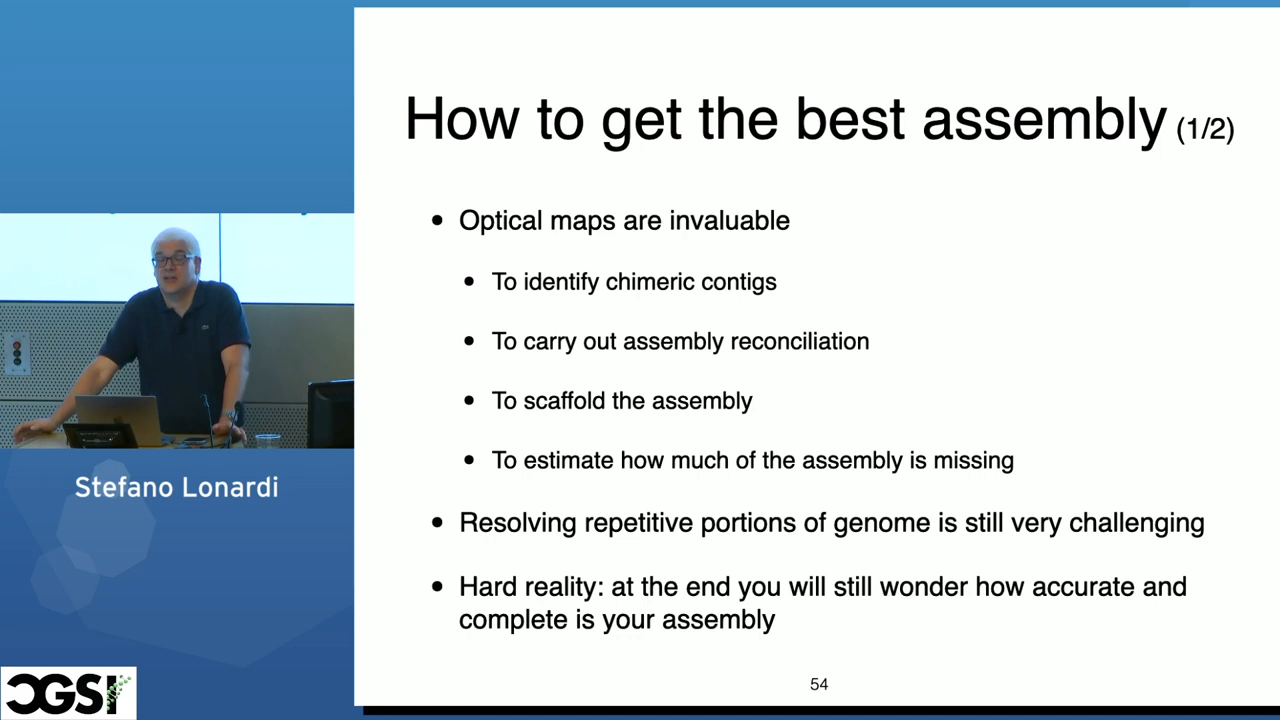 How to get the best assembly (1/2)
• Optical maps are invaluable
• To identify chimeric contigs
• To carry out assembly reconciliation
• To scaffold the assembly
• To estimate how much of the assembly is missing
• Resolving repetitive portions of genome is still very challenging
• Hard reality: at the end you will still wonder how accurate and
complete is your assembly
54
Stefano Lonardi
CGSI